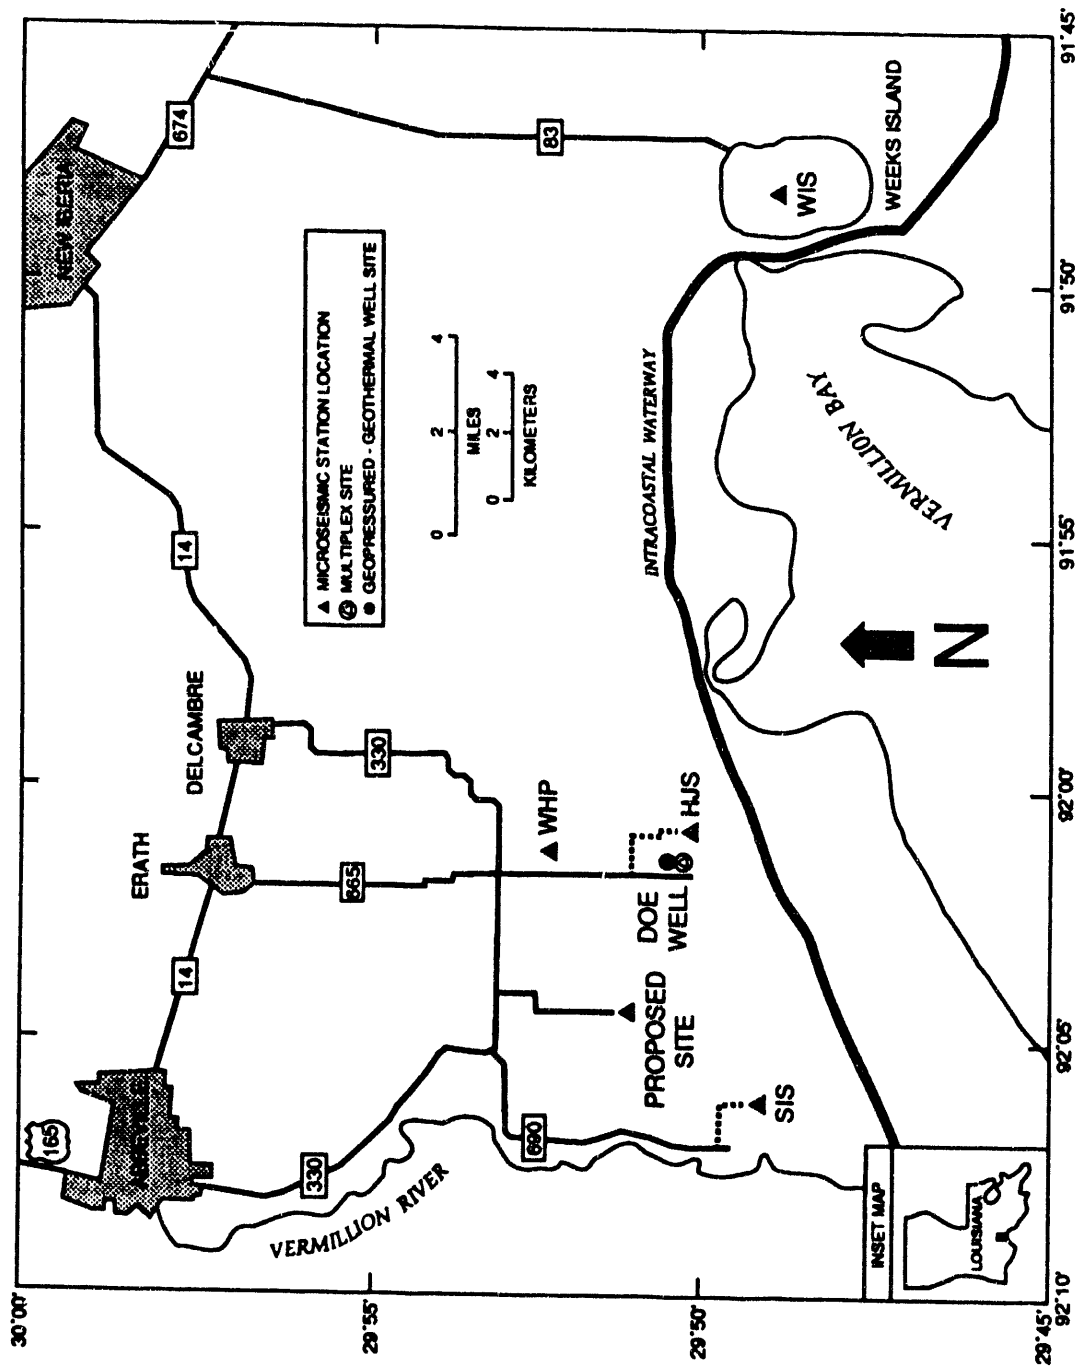 30°00'
29°55'
29°50'
29°45'
92°10'
92°05'
92°00'
91°55'
91°50'
91°45'
165
ABBEVILLE
14
ERATH
DELCAMBRE
14
NEW IBERIA
674
83
330
VERMILLION RIVER
690
665
330
▲ MICROSEISMIC STATION LOCATION
MULTIPLEX SITE
● GEOPRESSURED - GEOTHERMAL WELL SITE
0 2 4
MILES
0 2 4
KILOMETERS
WHP
HJS
DOE
WELL
PROPOSED
SITE
SIS
WIS
WEEKS ISLAND
INTRACOASTAL WATERWAY
VERMILLION BAY
N
INSET MAP
LOUISIANA